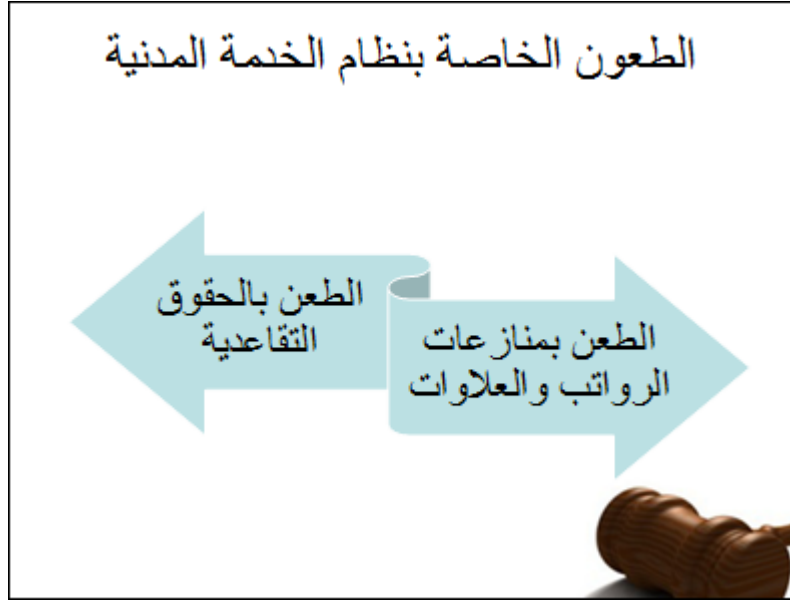 الطعون الخاصة بنظام الخدمة المدنية
الطعن بمنازعات
الرواتب والعلاوات
الطعن بالحقوق
التقاعدية